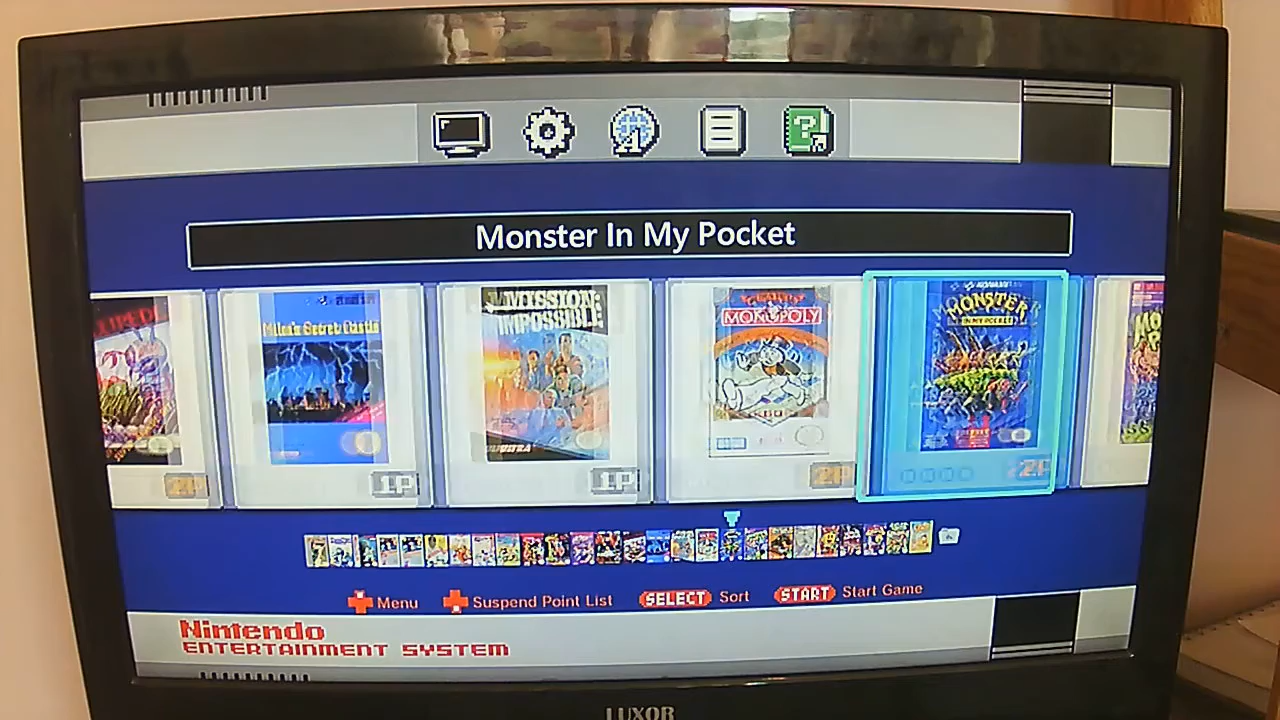 ?
Monster In My Pocket
Milon's Secret Castle
MISSION:
IMPOSSIBLE
MONOPOLY
MONSTER
IN MY POCKET
ULTRA
2P
1P
1P
2P
2P
Menu
Suspend Point List
SELECT Sort
START Start Game
Nintendo
ENTERTAINMENT SYSTEM
LUXOR